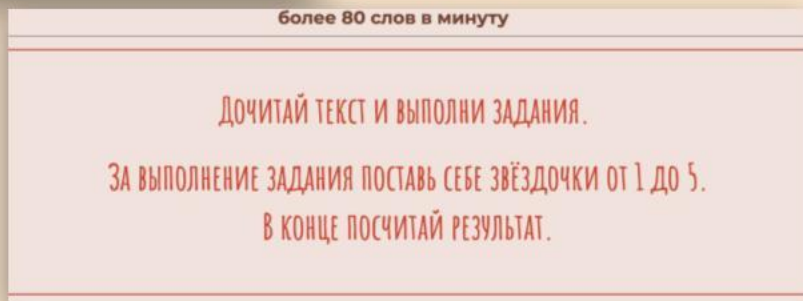 более 80 слов в минуту
Дочитай текст и выполни задания.
За выполнение задания поставь себе звёздочки от 1 до 5.
В конце посчитай результат.